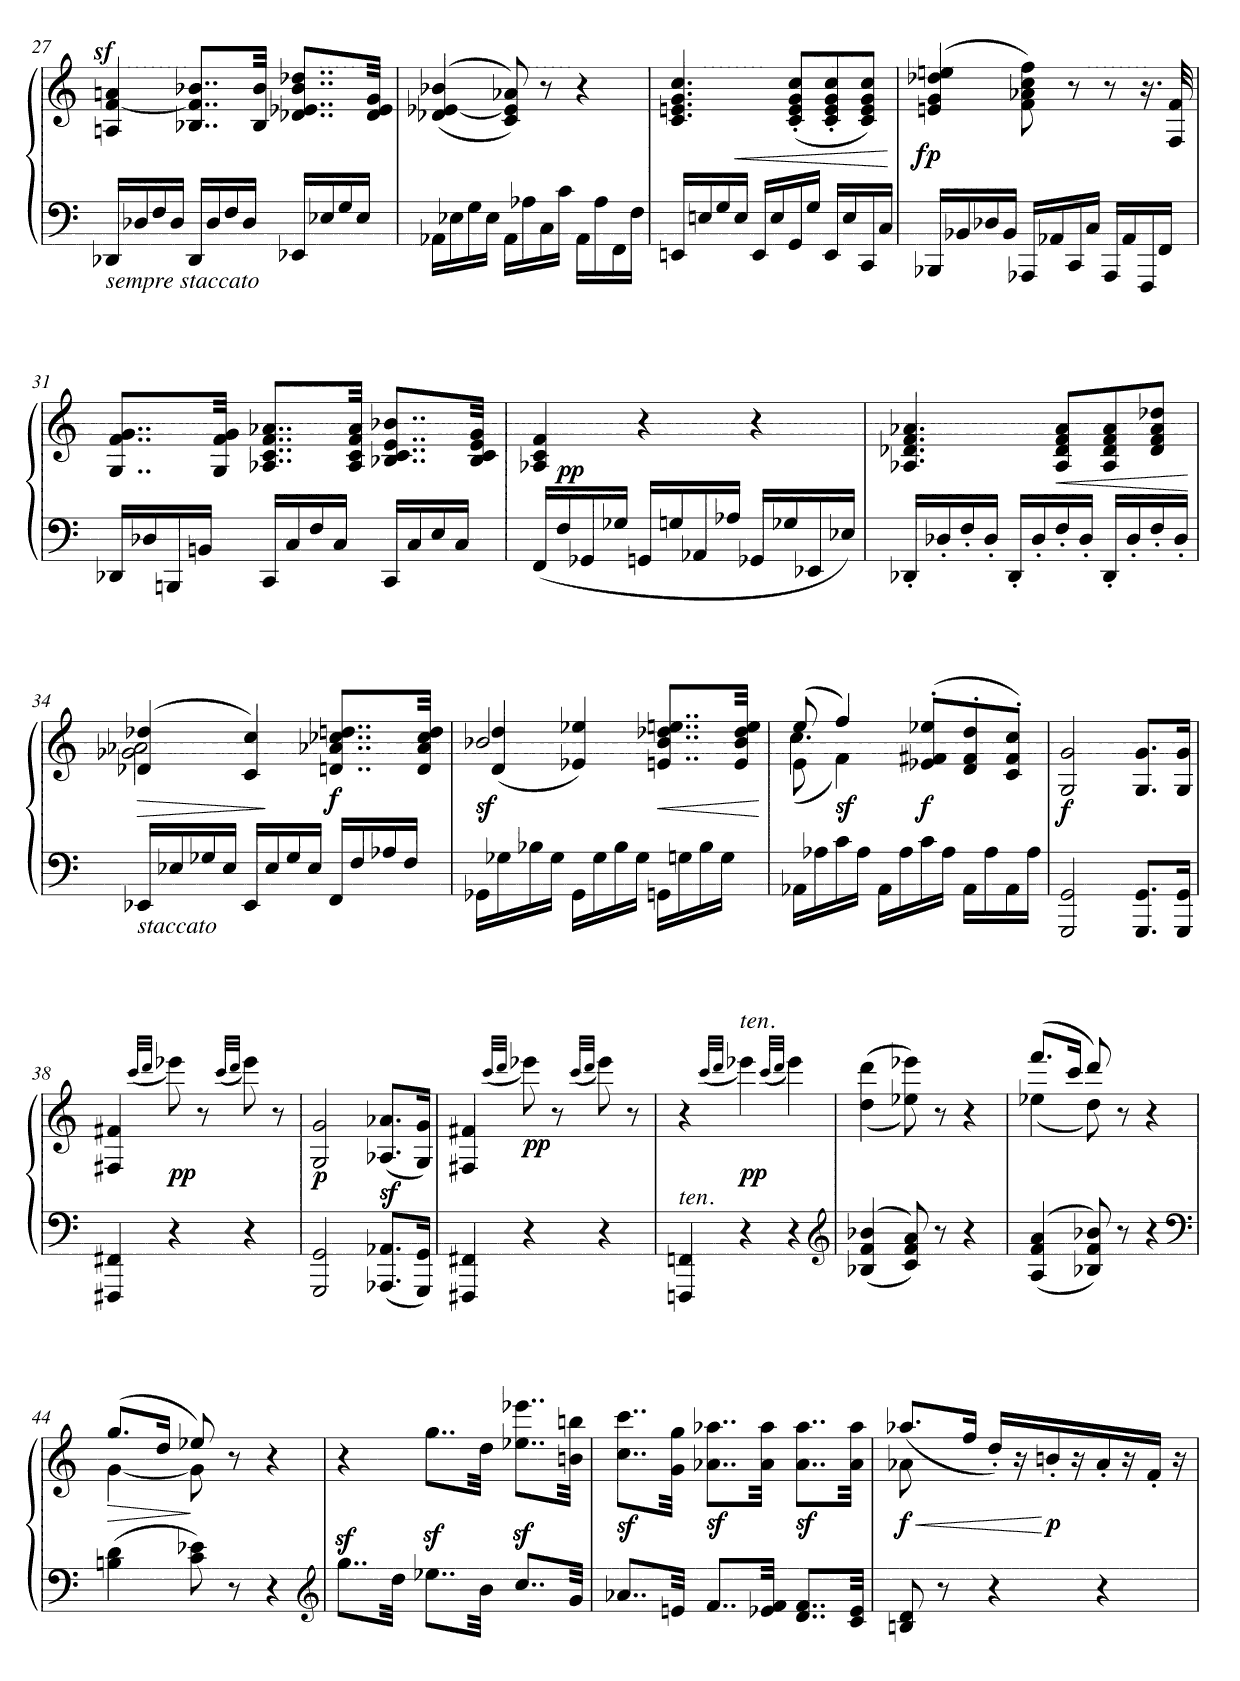 27
sf
sempre staccato
fp
31
pp
34
f
staccato
sf
sf
f
f
38
pp
p
sf
pp
ten.
pp
ten.
44
sf
sf
sf
sf
sf
sf
f
p